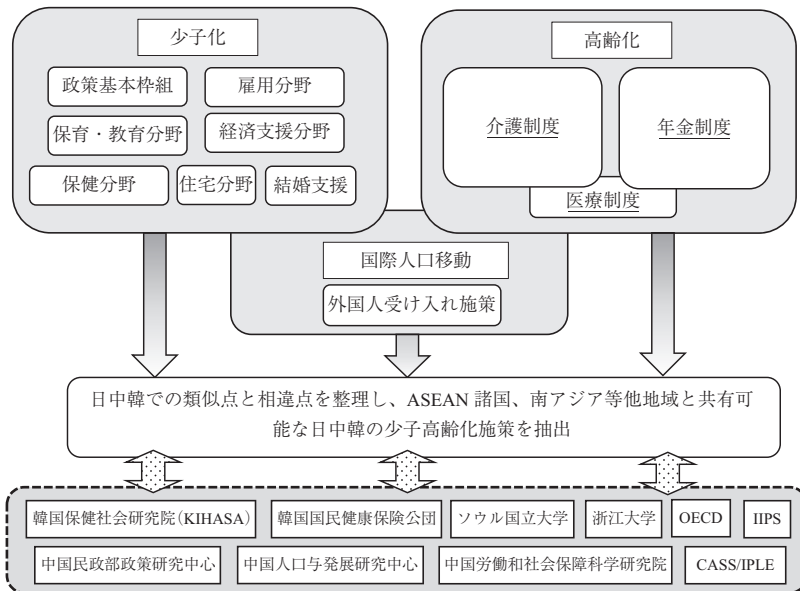 少子化
政策基本枠組
雇用分野
保育・教育分野
経済支援分野
保健分野
住宅分野
結婚支援
高齢化
介護制度
年金制度
医療制度
国際人口移動
外国人受け入れ施策
日中韓での類似点と相違点を整理し、ASEAN 諸国、南アジア等他地域と共有可
能な日中韓の少子高齢化施策を抽出
韓国保健社会研究院（KIHASA）
韓国国民健康保険公団
ソウル国立大学
浙江大学
OECD
IIPS
中国民政部政策研究中心
中国人口与発展研究中心
中国労働和社会保障科学研究院
CASS/IPLE